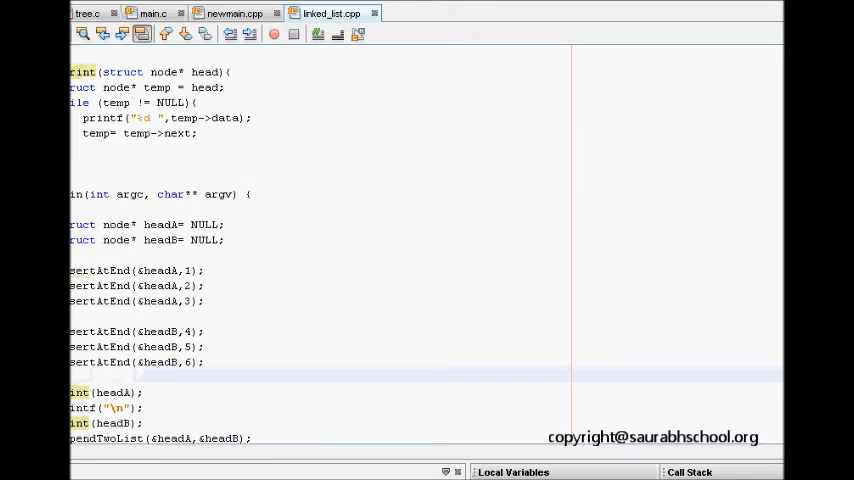 tree.c main.c newmain.cpp linked_list.cpp
rint(struct node* head){
ruct node* temp = head;
ile (temp != NULL){
printf("%d ",temp->data);
temp= temp->next;
in(int argc, char** argv) {
ruct node* headA= NULL;
ruct node* headB= NULL;
sertAtEnd(&headA,1);
sertAtEnd(&headA,2);
sertAtEnd(&headA,3);
sertAtEnd(&headB,4);
sertAtEnd(&headB,5);
sertAtEnd(&headB,6);
int(headA);
intf("\n");
int(headB);
pendTwoList(&headA,&headB);
copyright@saurabhschool.org
Local Variables Call Stack